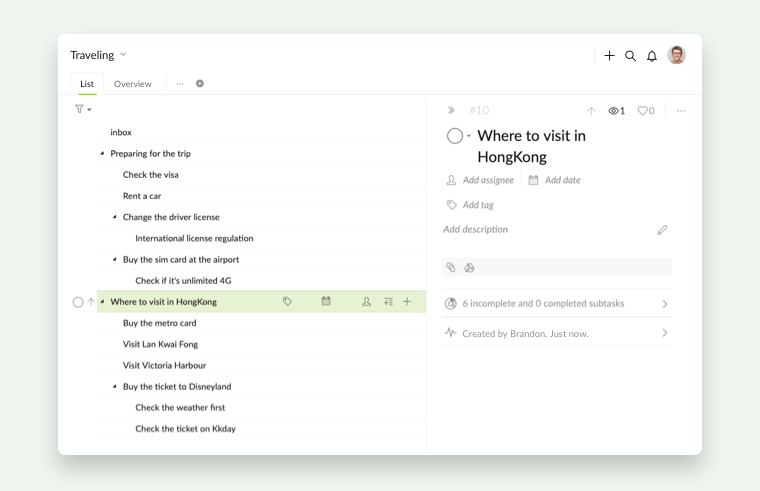 Traveling
List
Overview
inbox
Preparing for the trip
Check the visa
Rent a car
Change the driver license
International license regulation
Buy the sim card at the airport
Check if it's unlimited 4G
Where to visit in HongKong
Buy the metro card
Visit Lan Kwai Fong
Visit Victoria Harbour
Buy the ticket to Disneyland
Check the weather first
Check the ticket on Kkday
#10
1
0
Where to visit in
HongKong
Add assignee
Add date
Add tag
Add description
6 incomplete and 0 completed subtasks
Created by Brandon, Just now.